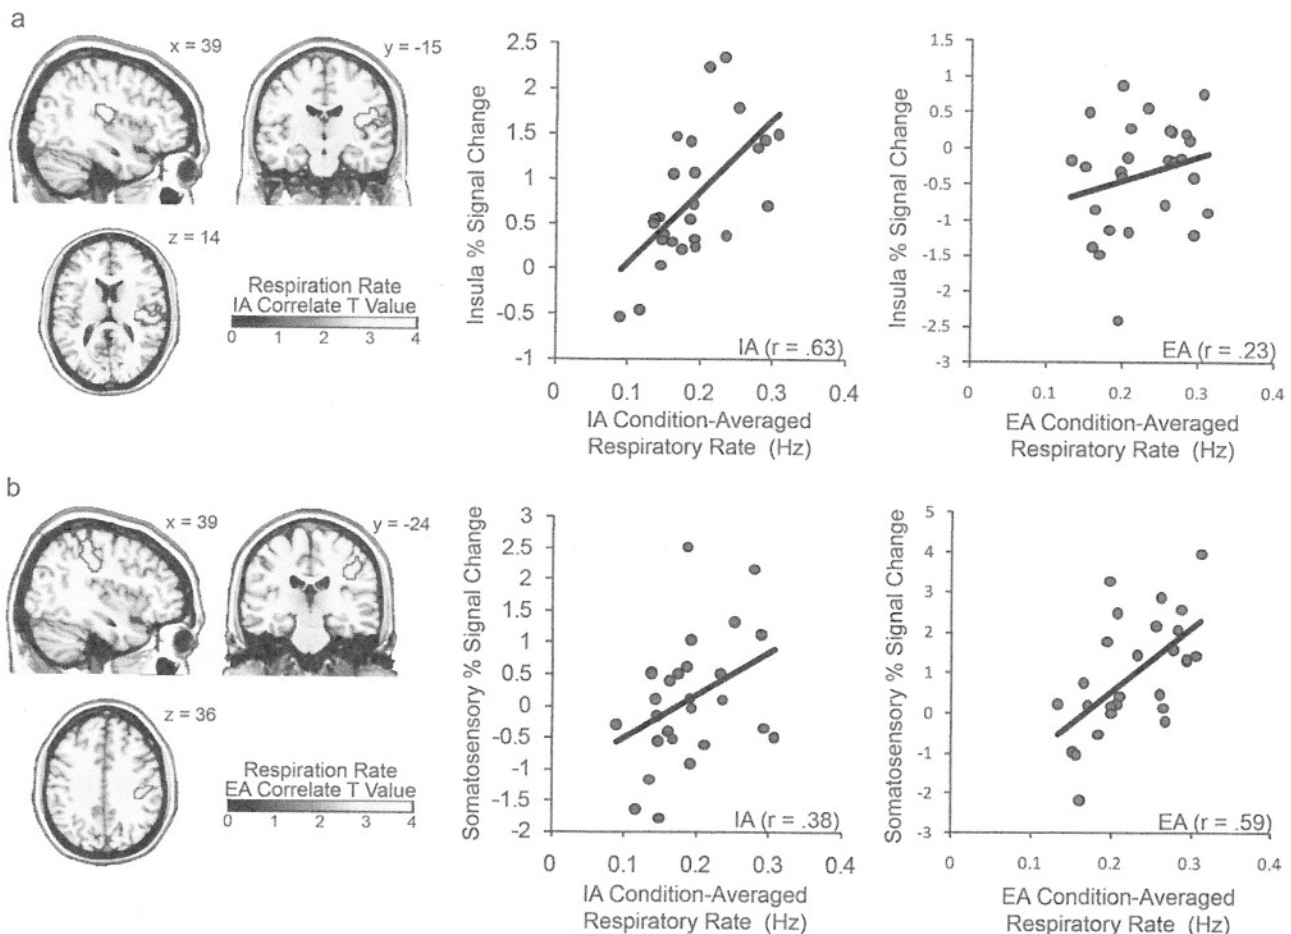 a
x = 39
y = -15
z = 14
Respiration Rate
IA Correlate T Value
0 1 2 3 4
Insula % Signal Change
2.5
2
1.5
1
0.5
0
-0.5
-1
IA (r = .63)
0 0.1 0.2 0.3 0.4
IA Condition-Averaged
Respiratory Rate (Hz)
Insula % Signal Change
1.5
1
0.5
0
-0.5
-1
-1.5
-2
-2.5
-3
EA (r = .23)
0 0.1 0.2 0.3 0.4
EA Condition-Averaged
Respiratory Rate (Hz)
b
x = 39
y = -24
z = 36
Respiration Rate
EA Correlate T Value
0 1 2 3 4
Somatosensory % Signal Change
3
2.5
2
1.5
1
0.5
0
-0.5
-1
-1.5
-2
IA (r = .38)
0 0.1 0.2 0.3 0.4
IA Condition-Averaged
Respiratory Rate (Hz)
Somatosensory % Signal Change
5
4
3
2
1
0
-1
-2
-3
EA (r = .59)
0 0.1 0.2 0.3 0.4
EA Condition-Averaged
Respiratory Rate (Hz)